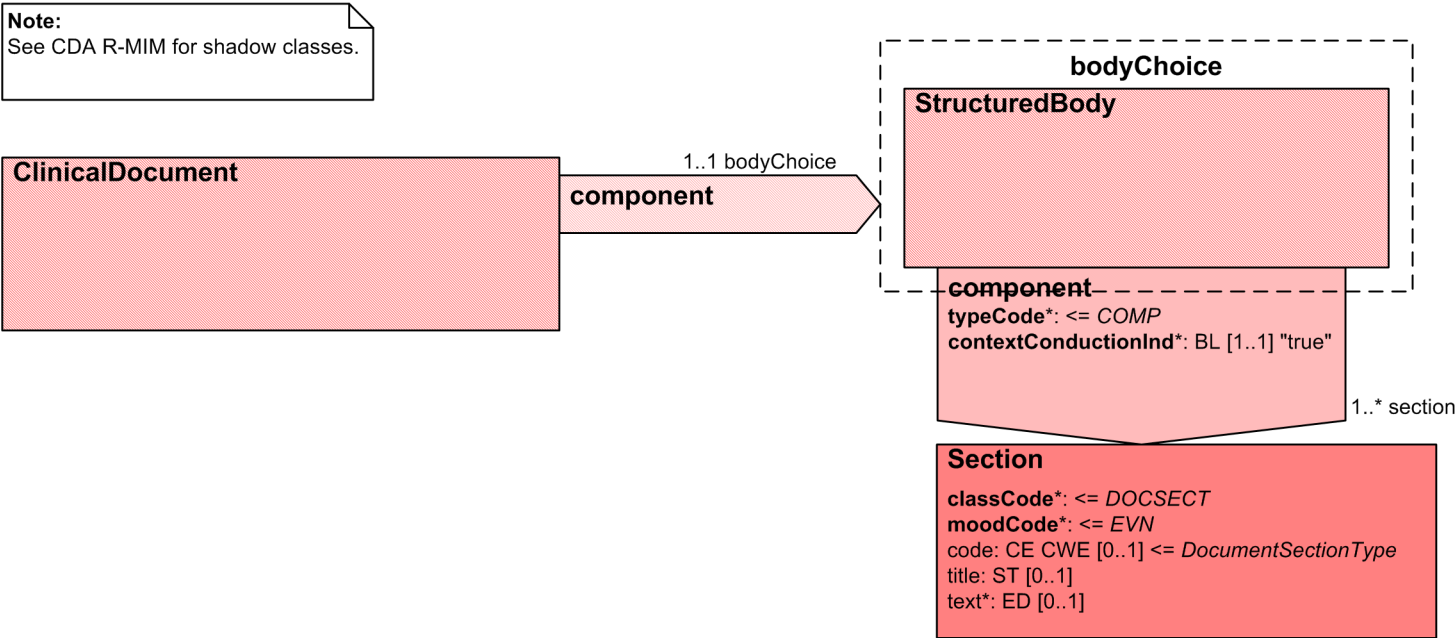 Note:
See CDA R-MIM for shadow classes.
bodyChoice
StructuredBody
ClinicalDocument
1..1 bodyChoice
component
component
typeCode*: <= COMP
contextConductionInd*: BL [1..1] "true"
1..* section
Section
classCode*: <= DOCSECT
moodCode*: <= EVN
code: CE CWE [0..1] <= DocumentSectionType
title: ST [0..1]
text*: ED [0..1]